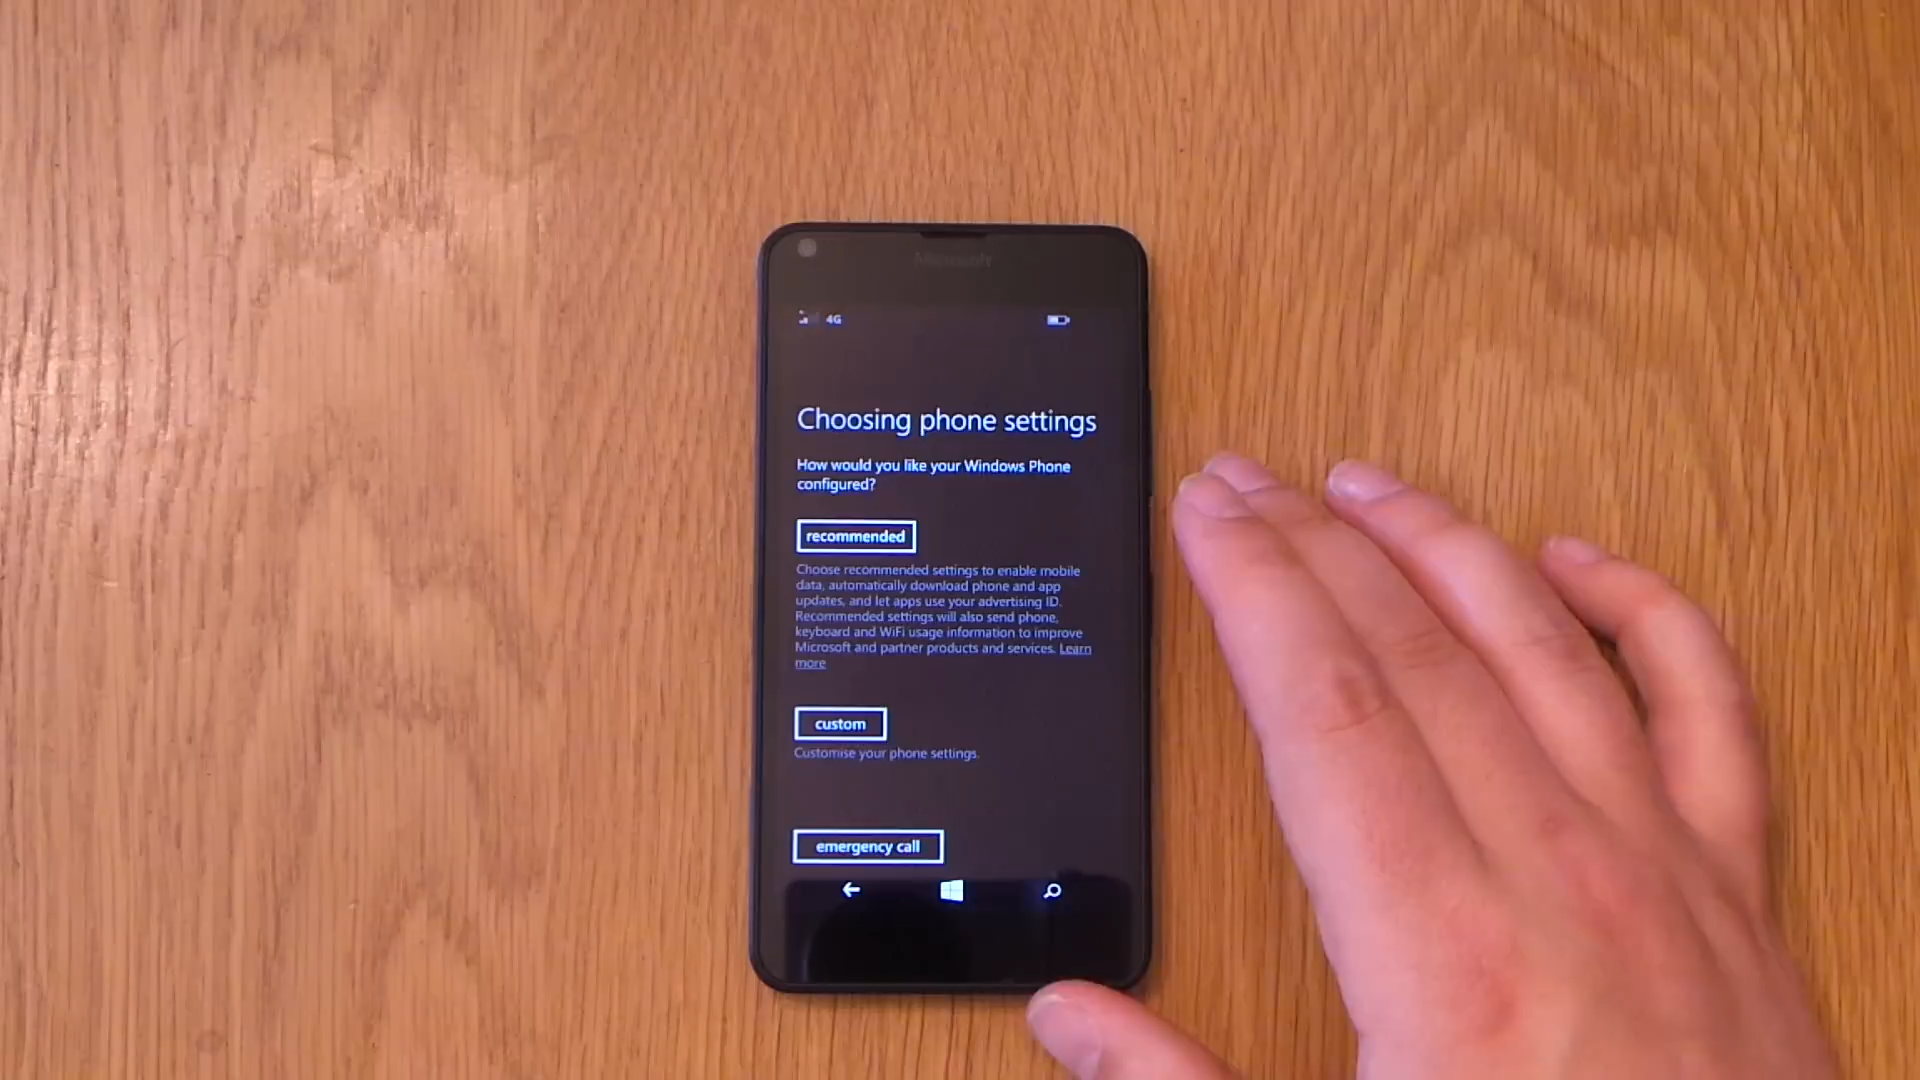 Microsoft
4G
Choosing phone settings
How would you like your Windows Phone
configured?
recommended
Choose recommended settings to enable mobile
data, automatically download phone and app
updates, and let apps use your advertising ID.
Recommended settings will also send phone,
keyboard and WiFi usage information to improve
Microsoft and partner products and services. Learn
more
custom
Customise your phone settings.
emergency call